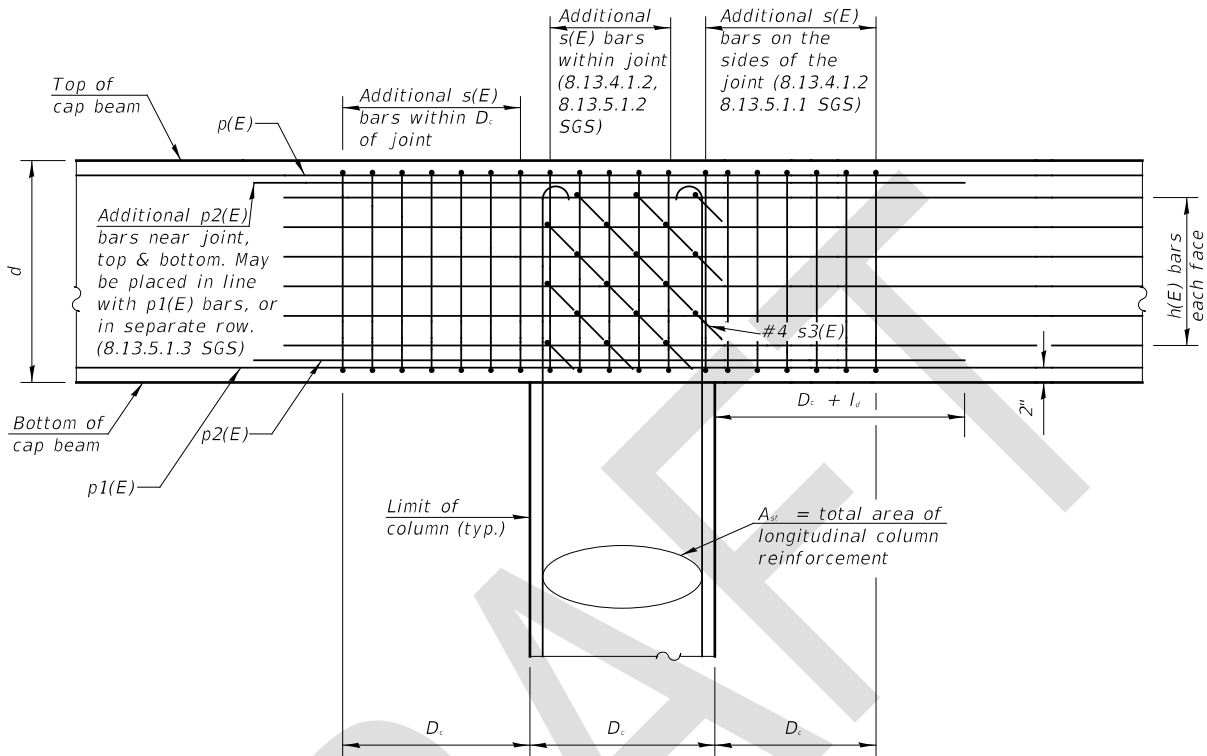 Additional
s(E) bars
within joint
(8.13.4.1.2,
8.13.5.1.2
SGS)
Additional s(E)
bars on the
sides of the
joint (8.13.4.1.2
8.13.5.1.1 SGS)
Top of
cap beam
Additional s(E)
bars within Dc
of joint
p(E)
Additional p2(E)
bars near joint,
top & bottom. May
be placed in line
with p1(E) bars, or
in separate row.
(8.13.5.1.3 SGS)
d
h(E) bars
each face
#4 s3(E)
Dc + ld
2"
Bottom of
cap beam
p2(E)
p1(E)
Limit of
column (typ.)
Ast = total area of
longitudinal column
reinforcement
Dc
Dc
Dc
DRAFT